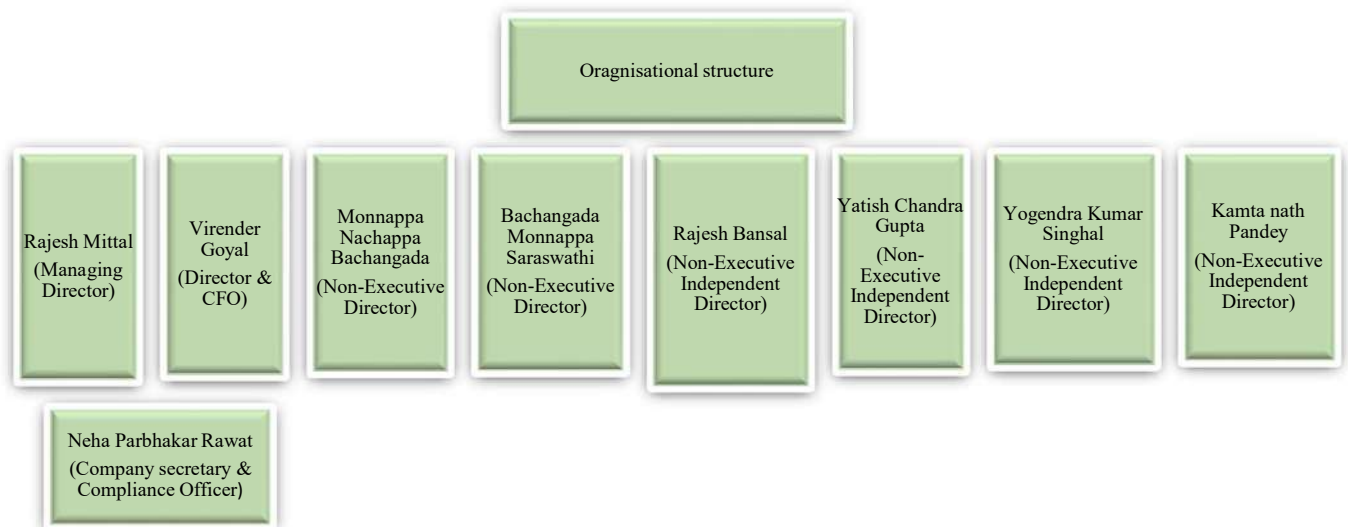 Oragnisational structure
Rajesh Mittal
(Managing
Director)
Virender
Goyal
(Director &
CFO)
Monnappa
Nachappa
Bachangada
(Non-Executive
Director)
Bachangada
Monnappa
Saraswathi
(Non-Executive
Director)
Rajesh Bansal
(Non-Executive
Independent
Director)
Yatish Chandra
Gupta
(Non-
Executive
Independent
Director)
Yogendra Kumar
Singhal
(Non-Executive
Independent
Director)
Kamta nath
Pandey
(Non-Executive
Independent
Director)
Neha Parbhakar Rawat
(Company secretary &
Compliance Officer)